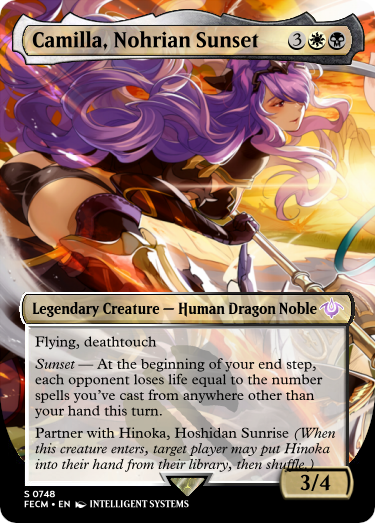 Camilla, Nohrian Sunset 3
Legendary Creature — Human Dragon Noble
Flying, deathtouch
Sunset — At the beginning of your end step,
each opponent loses life equal to the number
spells you've cast from anywhere other than
your hand this turn.
Partner with Hinoka, Hoshidan Sunrise (When
this creature enters, target player may put Hinoka
into their hand from their library, then shuffle.)
3/4
S 0748
FECM • EN INTELLIGENT SYSTEMS